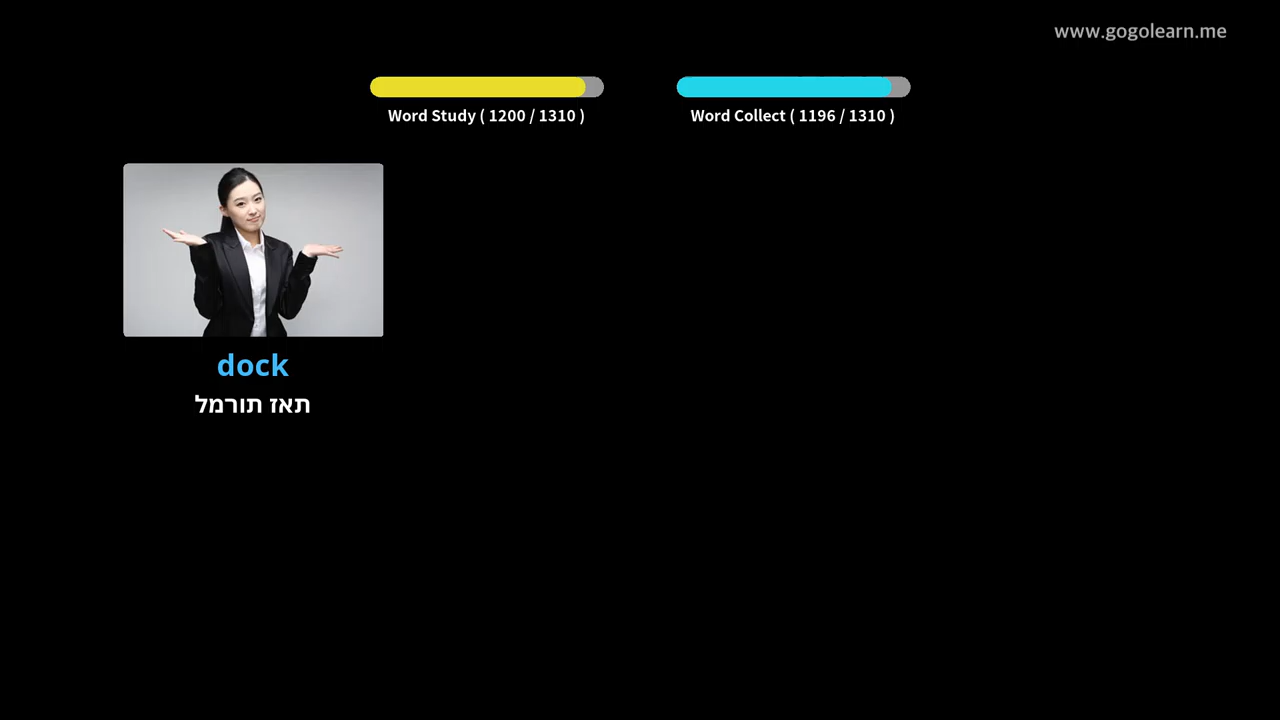 www.gogolearn.me
Word Study ( 1200 / 1310 )
Word Collect ( 1196 / 1310 )
dock
תאז תורמל